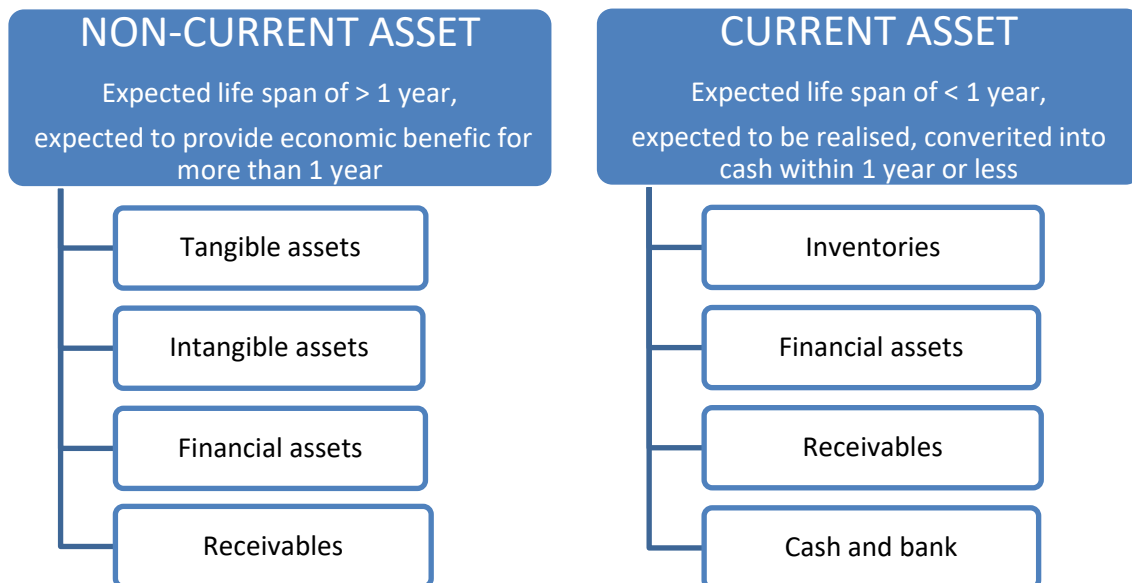 NON-CURRENT ASSET
Expected life span of > 1 year,
expected to provide economic benefic for
more than 1 year
Tangible assets
Intangible assets
Financial assets
Receivables
CURRENT ASSET
Expected life span of < 1 year,
expected to be realised, converited into
cash within 1 year or less
Inventories
Financial assets
Receivables
Cash and bank